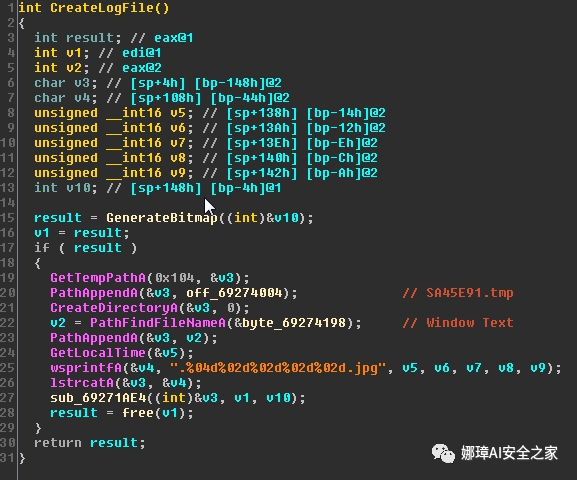 1 int CreateLogFile()
2 {
3 int result; // eax@1
4 int v1; // edi@1
5 int v2; // eax@2
6 char v3; // [sp+4h] [bp-148h]@2
7 char v4; // [sp+108h] [bp-44h]@2
8 unsigned __int16 v5; // [sp+138h] [bp-14h]@2
9 unsigned __int16 v6; // [sp+13Ah] [bp-12h]@2
10 unsigned __int16 v7; // [sp+13Eh] [bp-Eh]@2
11 unsigned __int16 v8; // [sp+140h] [bp-Ch]@2
12 unsigned __int16 v9; // [sp+142h] [bp-Ah]@2
13 int v10; // [sp+148h] [bp-4h]@1
14
15 result = GenerateBitmap((int)&v10);
16 v1 = result;
17 if ( result )
18 {
19 GetTempPathA(0x104, &v3);
20 PathAppendA(&v3, off_69274004); // SA45E91.tmp
21 CreateDirectoryA(&v3, 0);
22 v2 = PathFindFileNameA(&byte_69274198); // Window Text
23 PathAppendA(&v3, v2);
24 GetLocalTime(&v5);
25 wsprintfA(&v4, ".%04d%02d%02d%02d%02d.jpg", v5, v6, v7, v8, v9);
26 lstrcatA(&v3, &v4);
27 sub_69271AE4((int)&v3, v1, v10);
28 result = free(v1);
29 }
30 return result;
31 }
娜璋AI安全之家